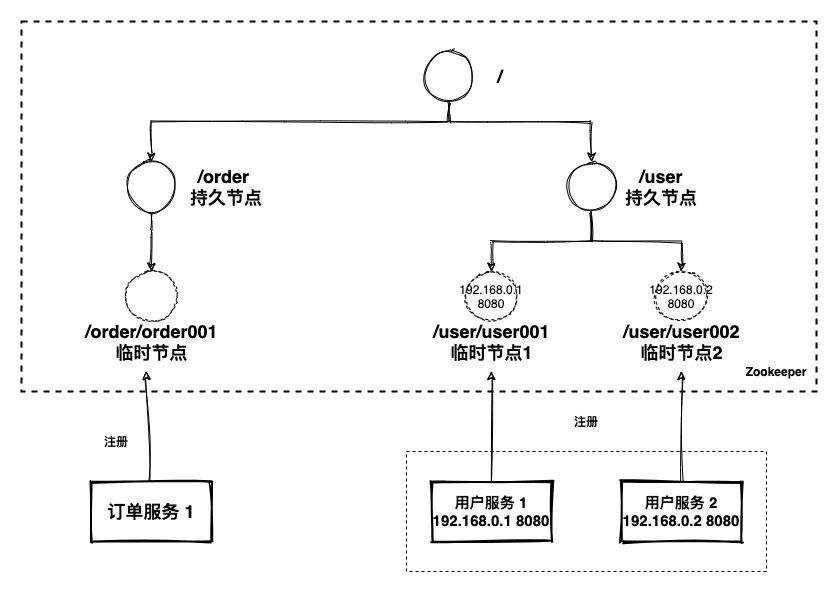 /
/order
持久节点
/user
持久节点
192.168.0.1
8080
192.168.0.2
8080
/order/order001
临时节点
/user/user001
临时节点1
/user/user002
临时节点2
Zookeeper
注册
注册
订单服务 1
用户服务 1
192.168.0.1 8080
用户服务 2
192.168.0.2 8080